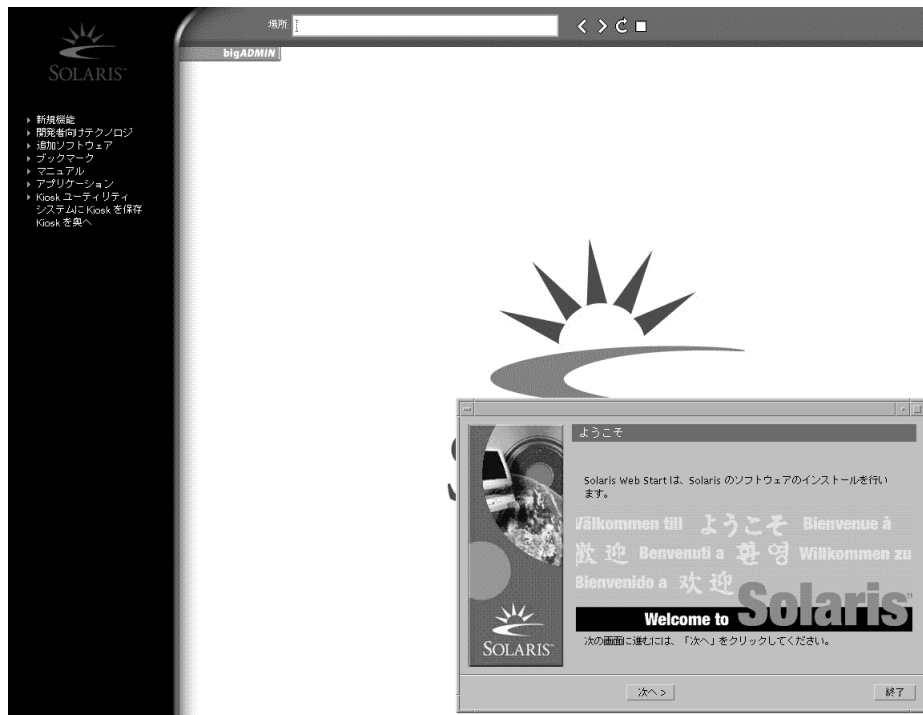 場所:
bigADMIN
SOLARIS™
新規機能
開発者向けテクノロジ
追加ソフトウェア
ブックマーク
マニュアル
アプリケーション
Kiosk ユーティリティ
システムに Kiosk を保存
Kiosk を奥へ
ようこそ
Solaris Web Start は、Solaris のソフトウェアのインストールを行い
ます。
Välkommen till ようこそ Bienvenue à
歡迎 Benvenuti a 환영 Willkommen zu
Bienvenido a 欢迎
Welcome to Solaris™
SOLARIS™
次の画面に進むには、「次へ」をクリックしてください。
次へ >
終了